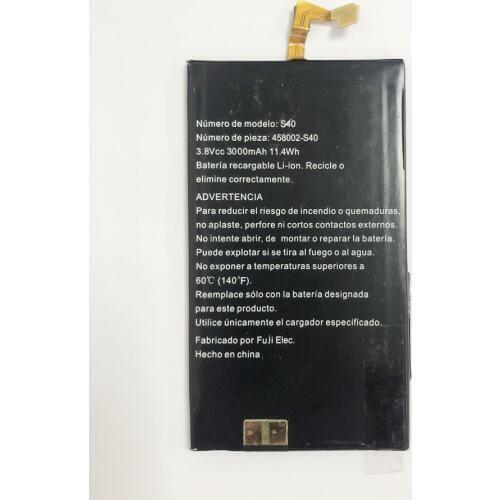 Número de modelo: S40
Número de pieza: 458002-S40
3.8Vcc 3000mAh 11.4Wh
Batería recargable Li-ion. Recicle o
elimine correctamente.
ADVERTENCIA
Para reducir el riesgo de incendio o quemaduras,
no aplaste, perfore ni cortos contactos externos.
No intente abrir, de montar o reparar la batería.
Puede explotar si se tira al fuego o al agua.
No exponer a temperaturas superiores a
60℃ (140°F).
Reemplace sólo con la batería designada
para este producto.
Utilice únicamente el cargador especificado.
Fabricado por Fuji Elec.
Hecho en china